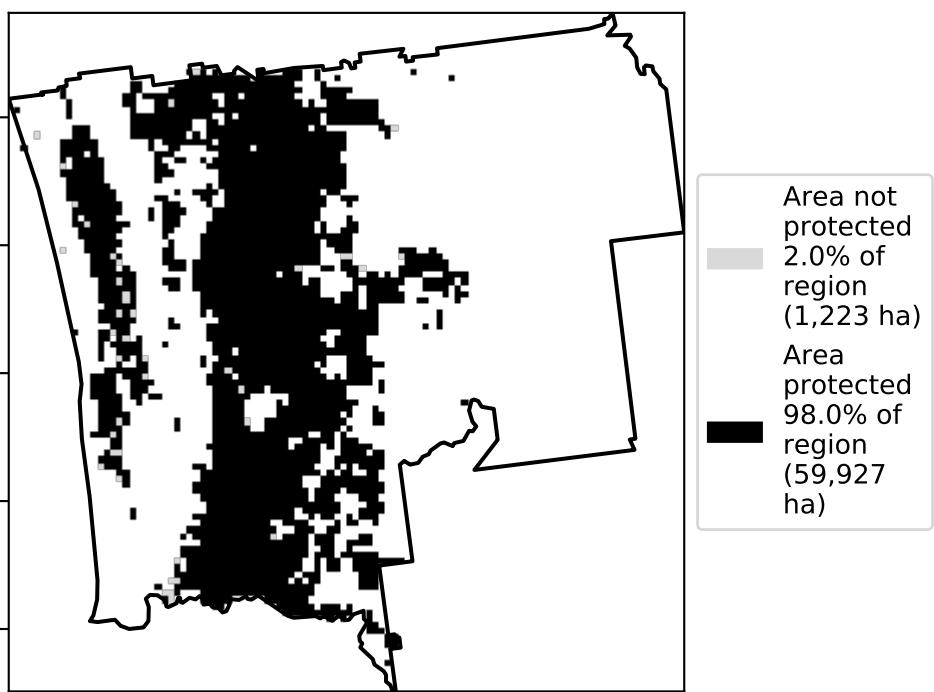 Area not
protected
2.0% of
region
(1,223 ha)
Area
protected
98.0% of
region
(59,927
ha)